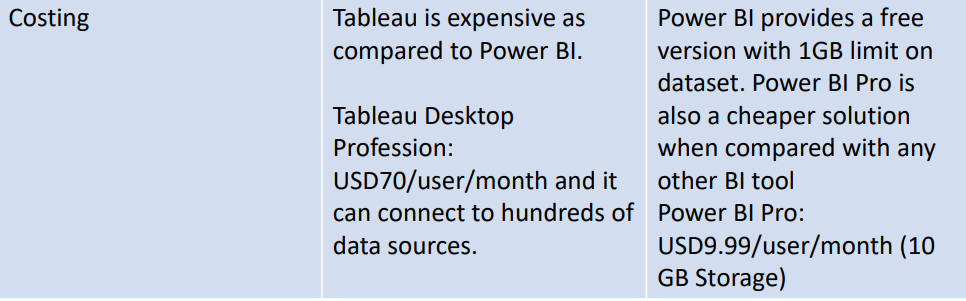 Costing
Tableau is expensive as
compared to Power BI.
Tableau Desktop
Profession:
USD70/user/month and it
can connect to hundreds of
data sources.
Power BI provides a free
version with 1GB limit on
dataset. Power BI Pro is
also a cheaper solution
when compared with any
other BI tool
Power BI Pro:
USD9.99/user/month (10
GB Storage)